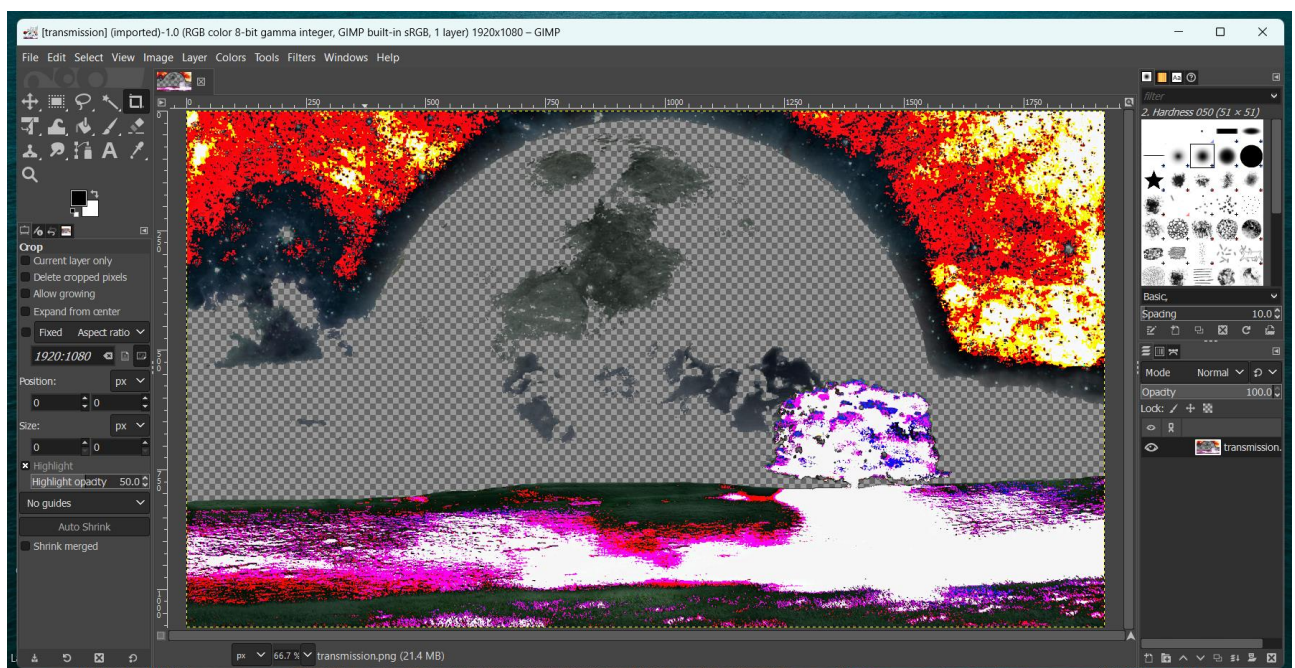 [transmission] (imported)-1.0 (RGB color 8-bit gamma integer, GIMP built-in sRGB, 1 layer) 1920x1080 – GIMP
File Edit Select View Image Layer Colors Tools Filters Windows Help
0 250 500 750 1000 1250 1500 1750
filter
2. Hardness 050 (51 × 51)
Crop
Current layer only
Delete cropped pixels
Allow growing
Expand from center
Fixed Aspect ratio
1920:1080
Position: px
0 0
Size: px
0 0
Highlight
Highlight opacity 50.0
No guides
Auto Shrink
Shrink merged
Basic,
Spacing 10.0
Mode Normal
Opacity 100.0
Lock:
transmission.
px 66.7 % transmission.png (21.4 MB)